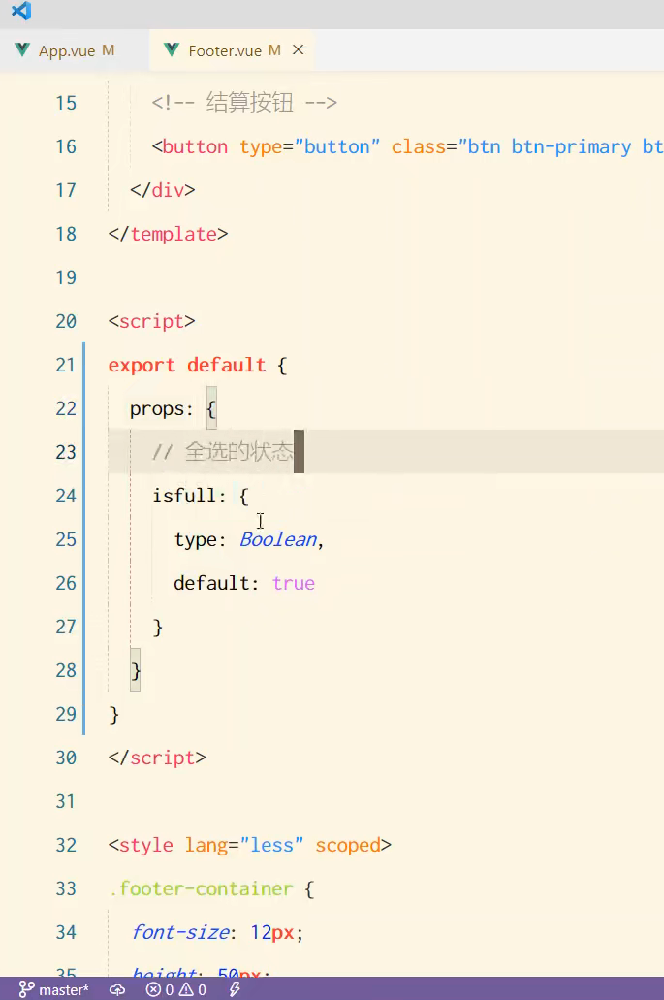 App.vue M Footer.vue M
15 <!-- 结算按钮 -->
16 <button type="button" class="btn btn-primary bt
17 </div>
18 </template>
19
20 <script>
21 export default {
22 props: {
23 // 全选的状态
24 isfull: {
25 type: Boolean,
26 default: true
27 }
28 }
29 }
30 </script>
31
32 <style lang="less" scoped>
33 .footer-container {
34 font-size: 12px;
35 height: 50px;
master* 0 0